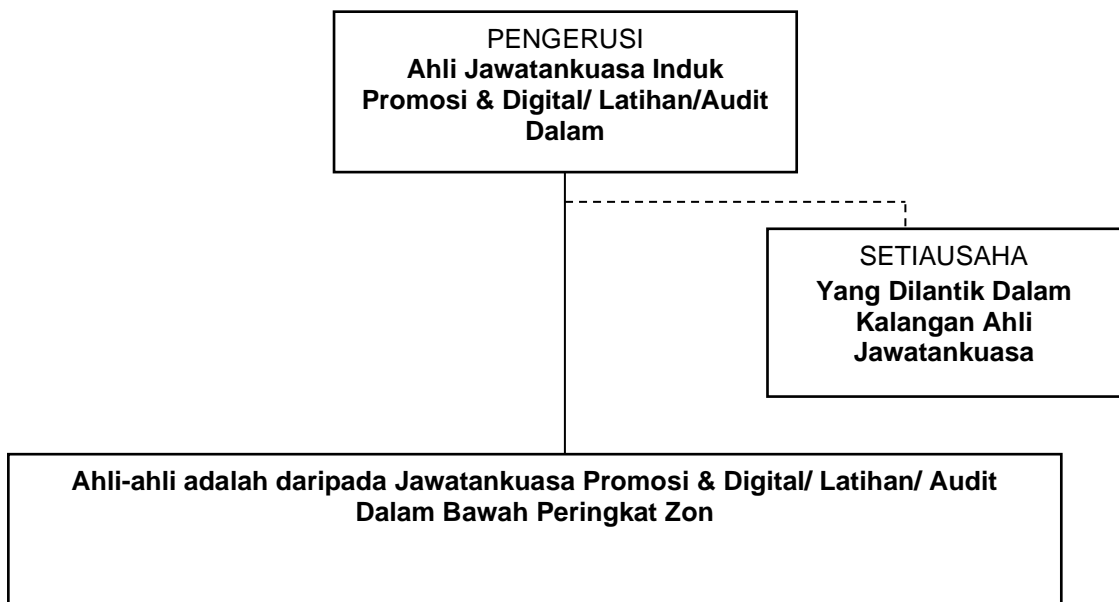 PENGERUSI
Ahli Jawatankuasa Induk
Promosi & Digital/ Latihan/Audit
Dalam
SETIAUSAHA
Yang Dilantik Dalam
Kalangan Ahli
Jawatankuasa
Ahli-ahli adalah daripada Jawatankuasa Promosi & Digital/ Latihan/ Audit
Dalam Bawah Peringkat Zon